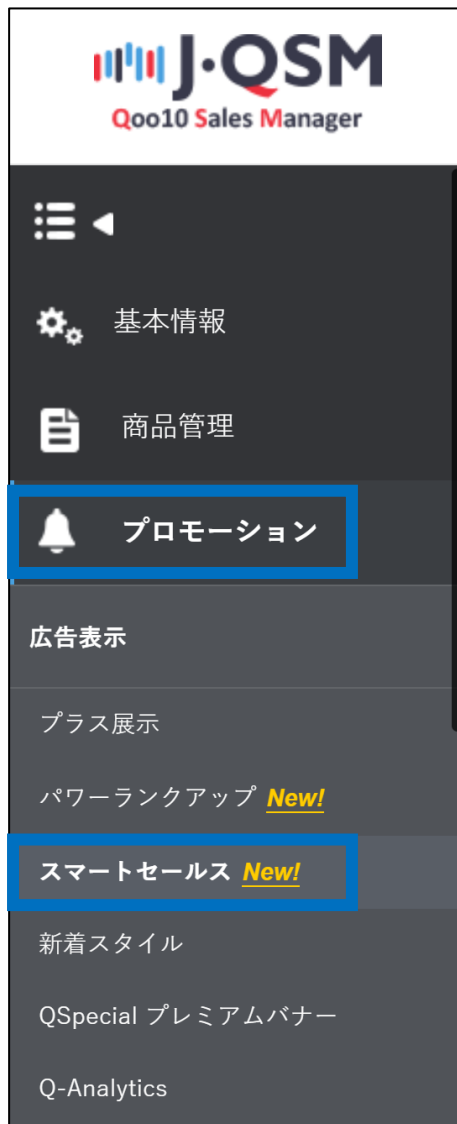 J·QSM
Qoo10 Sales Manager
基本情報
商品管理
プロモーション
広告表示
プラス展示
パワーランクアップ New!
スマートセールス New!
新着スタイル
QSpecial プレミアムバナー
Q-Analytics